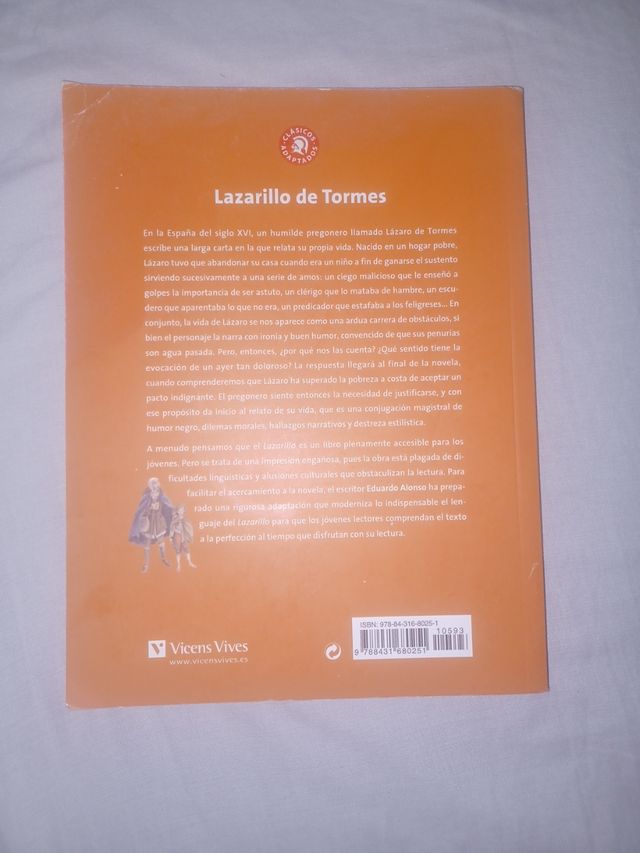 CLÁSICOS
ADAPTADOS
Lazarillo de Tormes
En la España del siglo XVI, un humilde pregonero llamado Lázaro de Tormes
escribe una larga carta en la que relata su propia vida. Nacido en un hogar pobre,
Lázaro tuvo que abandonar su casa cuando era un niño a fin de ganarse el sustento
sirviendo sucesivamente a una serie de amos: un ciego malicioso que le enseñó a
golpes la importancia de ser astuto, un clérigo que lo mataba de hambre, un escu-
dero que aparentaba lo que no era, un predicador que estafaba a los feligreses... En
conjunto, la vida de Lázaro se nos aparece como una ardua carrera de obstáculos, si
bien el personaje la narra con ironía y buen humor, convencido de que sus penurias
son agua pasada. Pero, entonces, ¿por qué nos las cuenta? ¿Qué sentido tiene la
evocación de un ayer tan doloroso? La respuesta llegará al final de la novela,
cuando comprenderemos que Lázaro ha superado la pobreza a costa de aceptar un
pacto indignante. El pregonero siente entonces la necesidad de justificarse, y con
ese propósito da inicio al relato de su vida, que es una conjugación magistral de
humor negro, dilemas morales, hallazgos narrativos y destreza estilística.
A menudo pensamos que el Lazarillo es un libro plenamente accesible para los
jóvenes. Pero se trata de una impresión engañosa, pues la obra está plagada de di-
ficultades lingüísticas y alusiones culturales que obstaculizan la lectura. Para
facilitar el acercamiento a la novela, el escritor Eduardo Alonso ha prepa-
rado una rigurosa adaptación que moderniza lo indispensable el len-
guaje del Lazarillo para que los jóvenes lectores comprendan el texto
a la perfección al tiempo que disfrutan con su lectura.
Vicens Vives
www.vicensvives.es
ISBN: 978-84-316-8025-1
10593
9 788431 680251